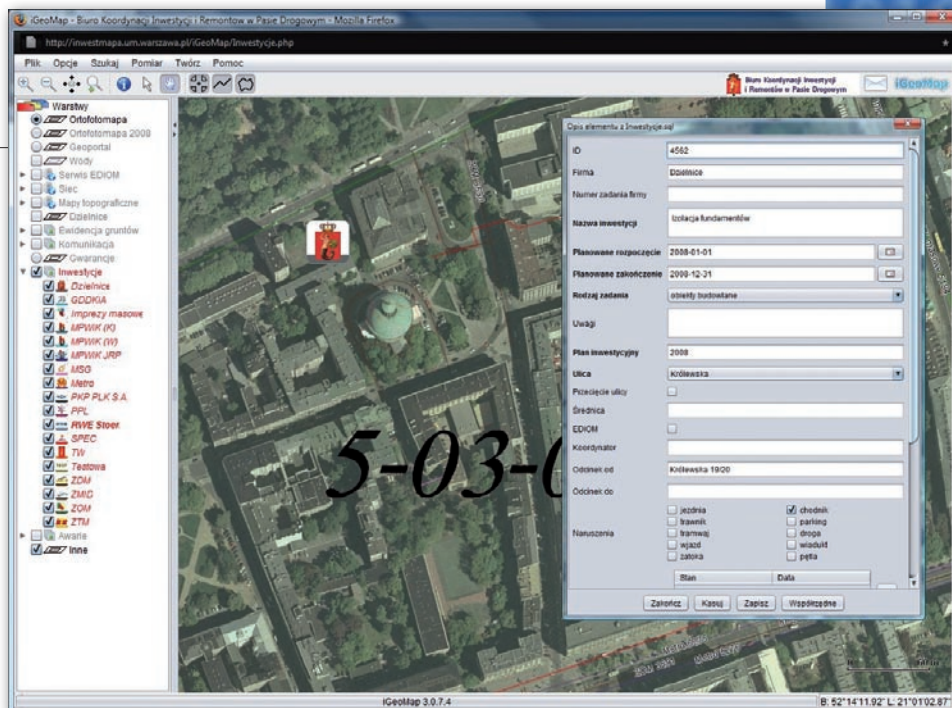 iGeoMap - Biuro Koordynacji Inwestycji i Remontów w Pasie Drogowym - Mozilla Firefox
http://inwestmapa.um.warszawa.pl/iGeoMap/Inwestycje.php
Plik Opcje Szukaj Pomiar Twórz Pomoc
Biuro Koordynacji Inwestycji
i Remontów w Pasie Drogowym
iGeoMap
Warstwy
Ortofotomapa
Ortofotomapa 2008
Geoportal
Wody
Serwis EDIOM
Siec
Mapy topograficzne
Dzielnice
Ewidencja gruntów
Komunikacja
Gwarancje
Inwestycje
Dzielnice
GDDKiA
Imprezy masowe
MPWIK (K)
MPWIK (W)
MPWIK JRP
MSG
Metro
PKP PLK S.A.
PPL
RWE Stoen
SPEC
TW
Testowa
ZDM
ZMID
ZOM
ZTM
Awarie
Inne
5-03-0
Opis elementu z Inwestycje.sql
ID 4562
Firma Dzielnice
Numer zadania firmy
Nazwa inwestycji Izolacja fundamentów
Planowane rozpoczęcie 2008-01-01
Planowane zakończenie 2008-12-31
Rodzaj zadania obiekty budowlane
Uwagi
Plan inwestycyjny 2008
Ulica Królewska
Przecięcie ulicy
Średnica
EDIOM
Koordynator
Odcinek od Królewska 19/20
Odcinek do
Naruszenia
jezdnia chodnik
trawnik parking
tramwaj droga
wjazd wiadukt
zatoka pętla
Stan Data
Zakończ Kasuj Zapisz Współrzędne
iGeoMap 3.0.7.4
B: 52°14'11.92" L: 21°01'02.87"